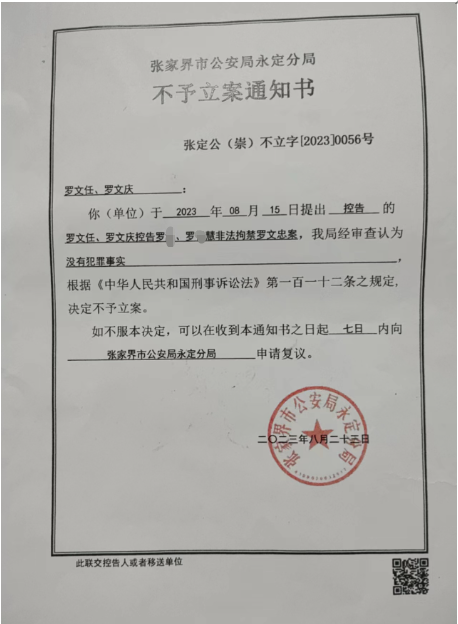 张家界市公安局永定分局
不予立案通知书
张定公（崇）不立字[2023]0056号
罗文任、罗文庆：
你（单位）于 2023 年 08 月 15 日提出 控告 的
罗文任、罗文庆控告罗、罗慧非法拘禁罗文忠案，我局经审查认为
没有犯罪事实，
根据《中华人民共和国刑事诉讼法》第一百一十二条之规定，
决定不予立案。
如不服本决定，可以在收到本通知书之日起 七日 内向
张家界市公安局永定分局 申请复议。
张家界市公安局永定分局
二〇二三年八月二十三日
此联交控告人或者移送单位